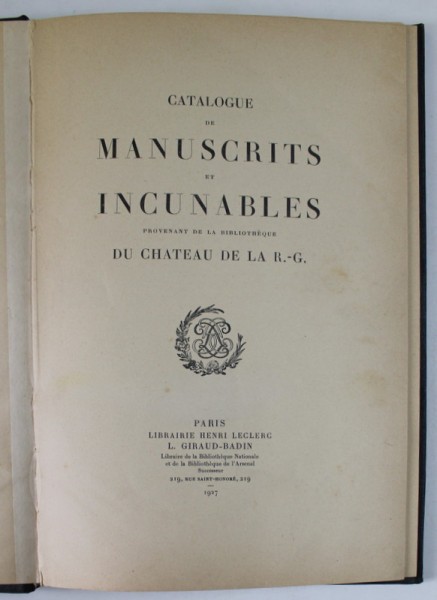 CATALOGUE
DE
MANUSCRITS
ET
INCUNABLES
PROVENANT DE LA BIBLIOTHÈQUE
DU CHATEAU DE LA R.-G.
PARIS
LIBRAIRIE HENRI LECLERC
L. GIRAUD-BADIN
Libraire de la Bibliothèque Nationale
et de la Bibliothèque de l'Arsenal
Successeur
219, RUE SAINT-HONORÉ, 219
—
1927